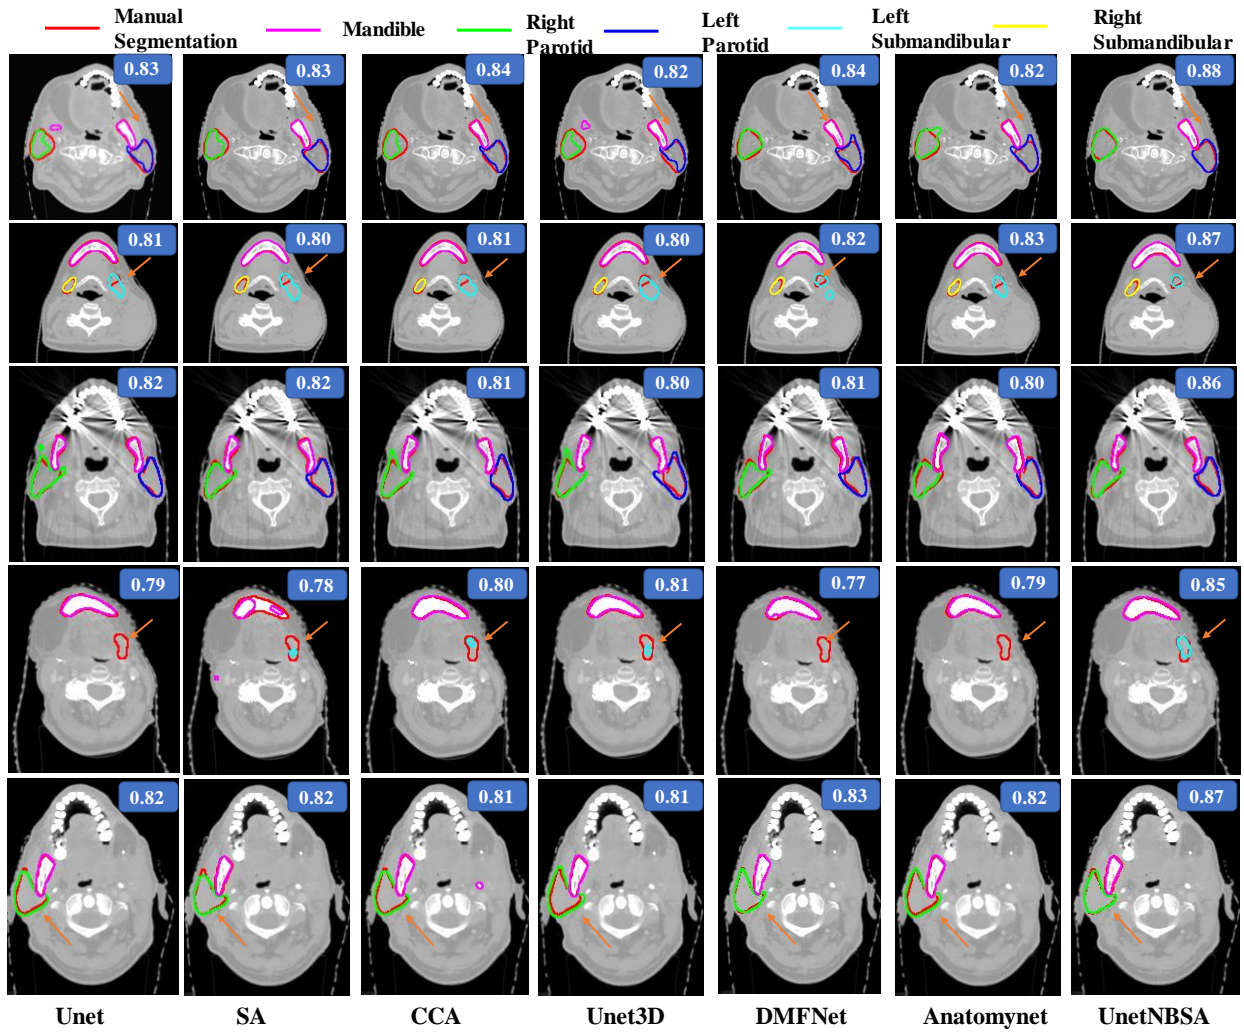 Manual Segmentation
Mandible
Right Parotid
Left Parotid
Left Submandibular
Right Submandibular
0.83 0.83 0.84 0.82 0.84 0.82 0.88
0.81 0.80 0.81 0.80 0.82 0.83 0.87
0.82 0.82 0.81 0.80 0.81 0.80 0.86
0.79 0.78 0.80 0.81 0.77 0.79 0.85
0.82 0.82 0.81 0.81 0.83 0.82 0.87
Unet SA CCA Unet3D DMFNet Anatomynet UnetNBSA